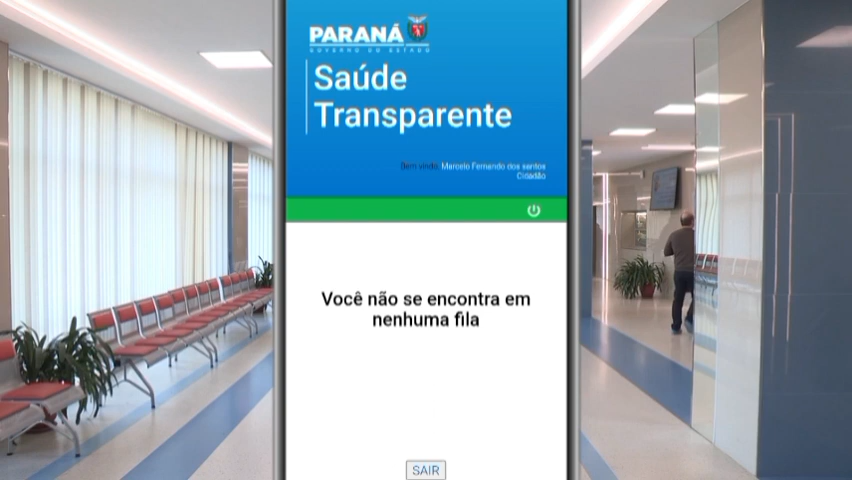 PARANÁ
GOVERNO DO ESTADO
Saúde
Transparente
Bem vindo, Marcelo Fernando dos santos
Cidadão
Você não se encontra em
nenhuma fila
SAIR